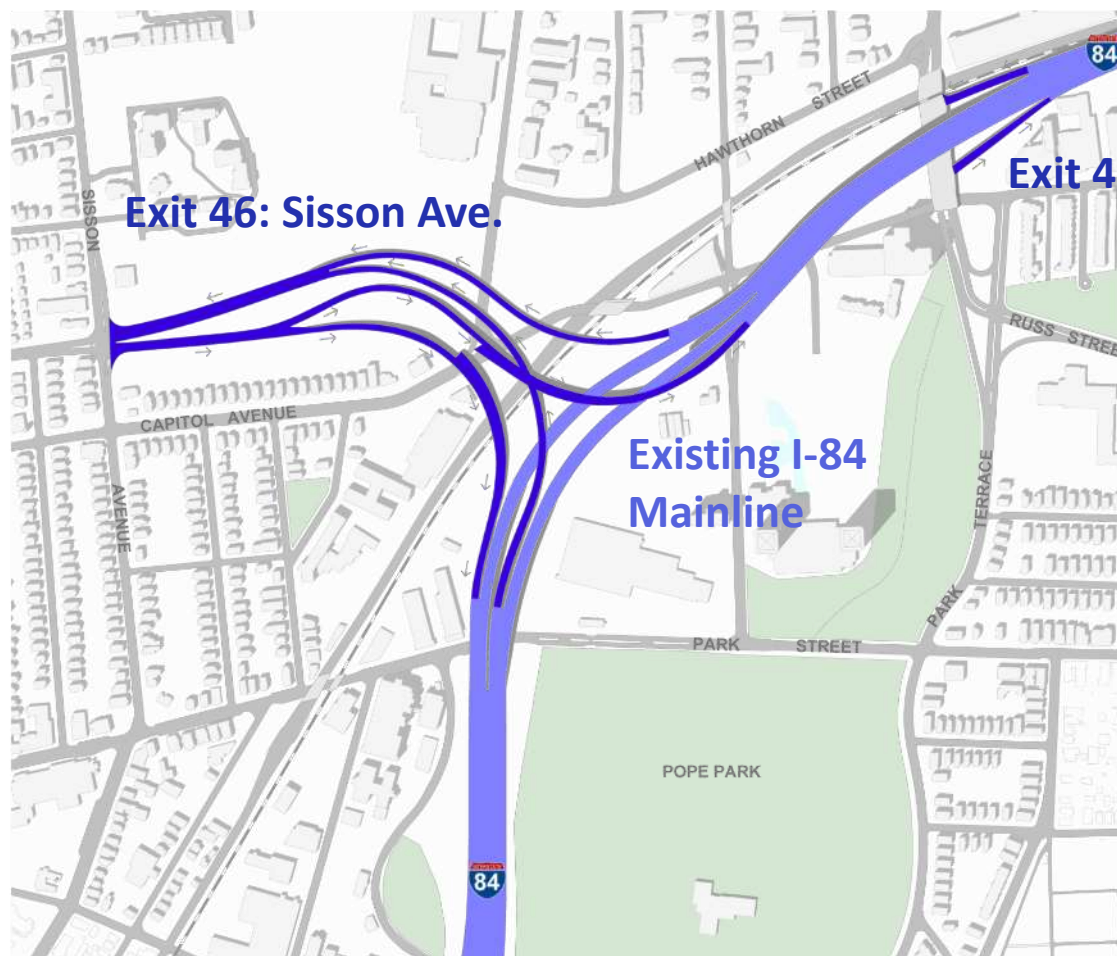 84
HAWTHORN STREET
Exit 4
SISSON
Exit 46: Sisson Ave.
RUSS STREE
CAPITOL AVENUE
Existing I-84
Mainline
AVENUE
TERRACE
PARK
PARK STREET
POPE PARK
84